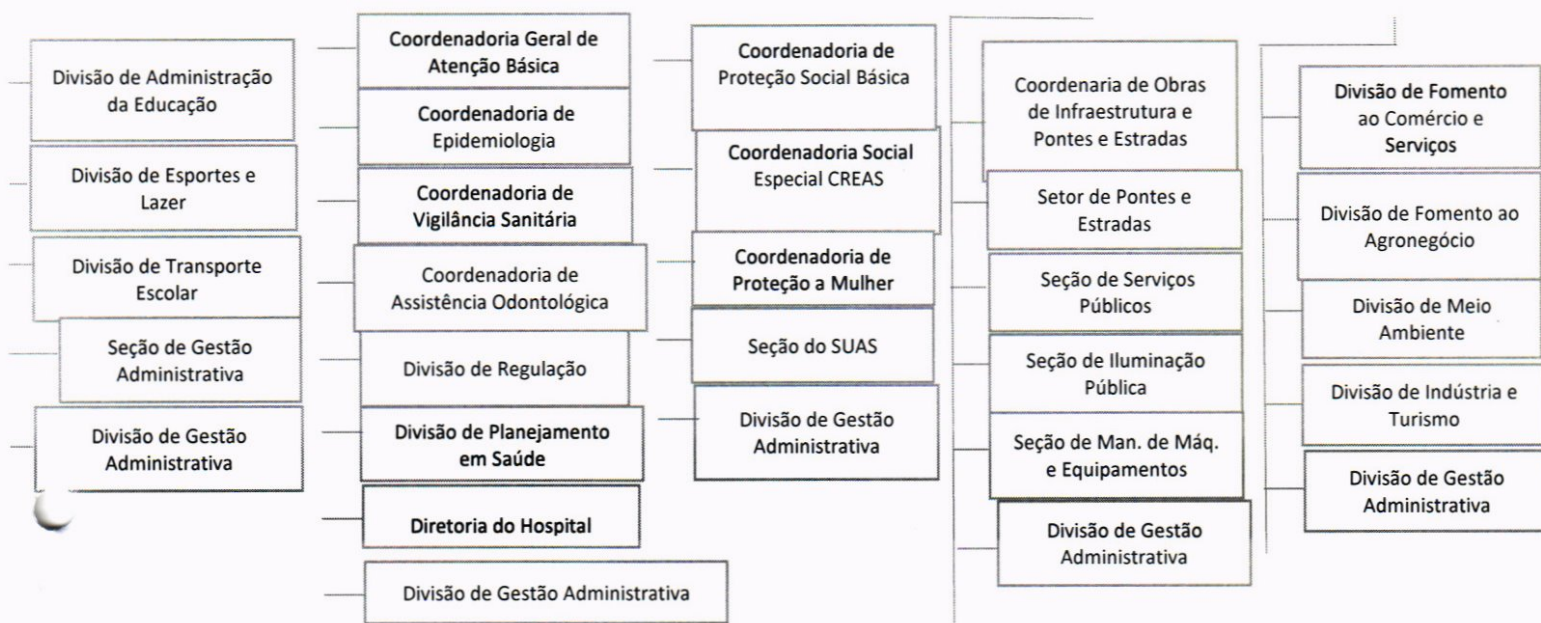 Divisão de Administração
da Educação
Divisão de Esportes e
Lazer
Divisão de Transporte
Escolar
Seção de Gestão
Administrativa
Divisão de Gestão
Administrativa
Coordenadoria Geral de
Atenção Básica
Coordenadoria de
Epidemiologia
Coordenadoria de
Vigilância Sanitária
Coordenadoria de
Assistência Odontológica
Divisão de Regulação
Divisão de Planejamento
em Saúde
Diretoria do Hospital
Divisão de Gestão Administrativa
Coordenadoria de
Proteção Social Básica
Coordenadoria Social
Especial CREAS
Coordenadoria de
Proteção a Mulher
Seção do SUAS
Divisão de Gestão
Administrativa
Coordenaria de Obras
de Infraestrutura e
Pontes e Estradas
Setor de Pontes e
Estradas
Seção de Serviços
Públicos
Seção de Iluminação
Pública
Seção de Man. de Máq.
e Equipamentos
Divisão de Gestão
Administrativa
Divisão de Fomento
ao Comércio e
Serviços
Divisão de Fomento ao
Agronegócio
Divisão de Meio
Ambiente
Divisão de Indústria e
Turismo
Divisão de Gestão
Administrativa